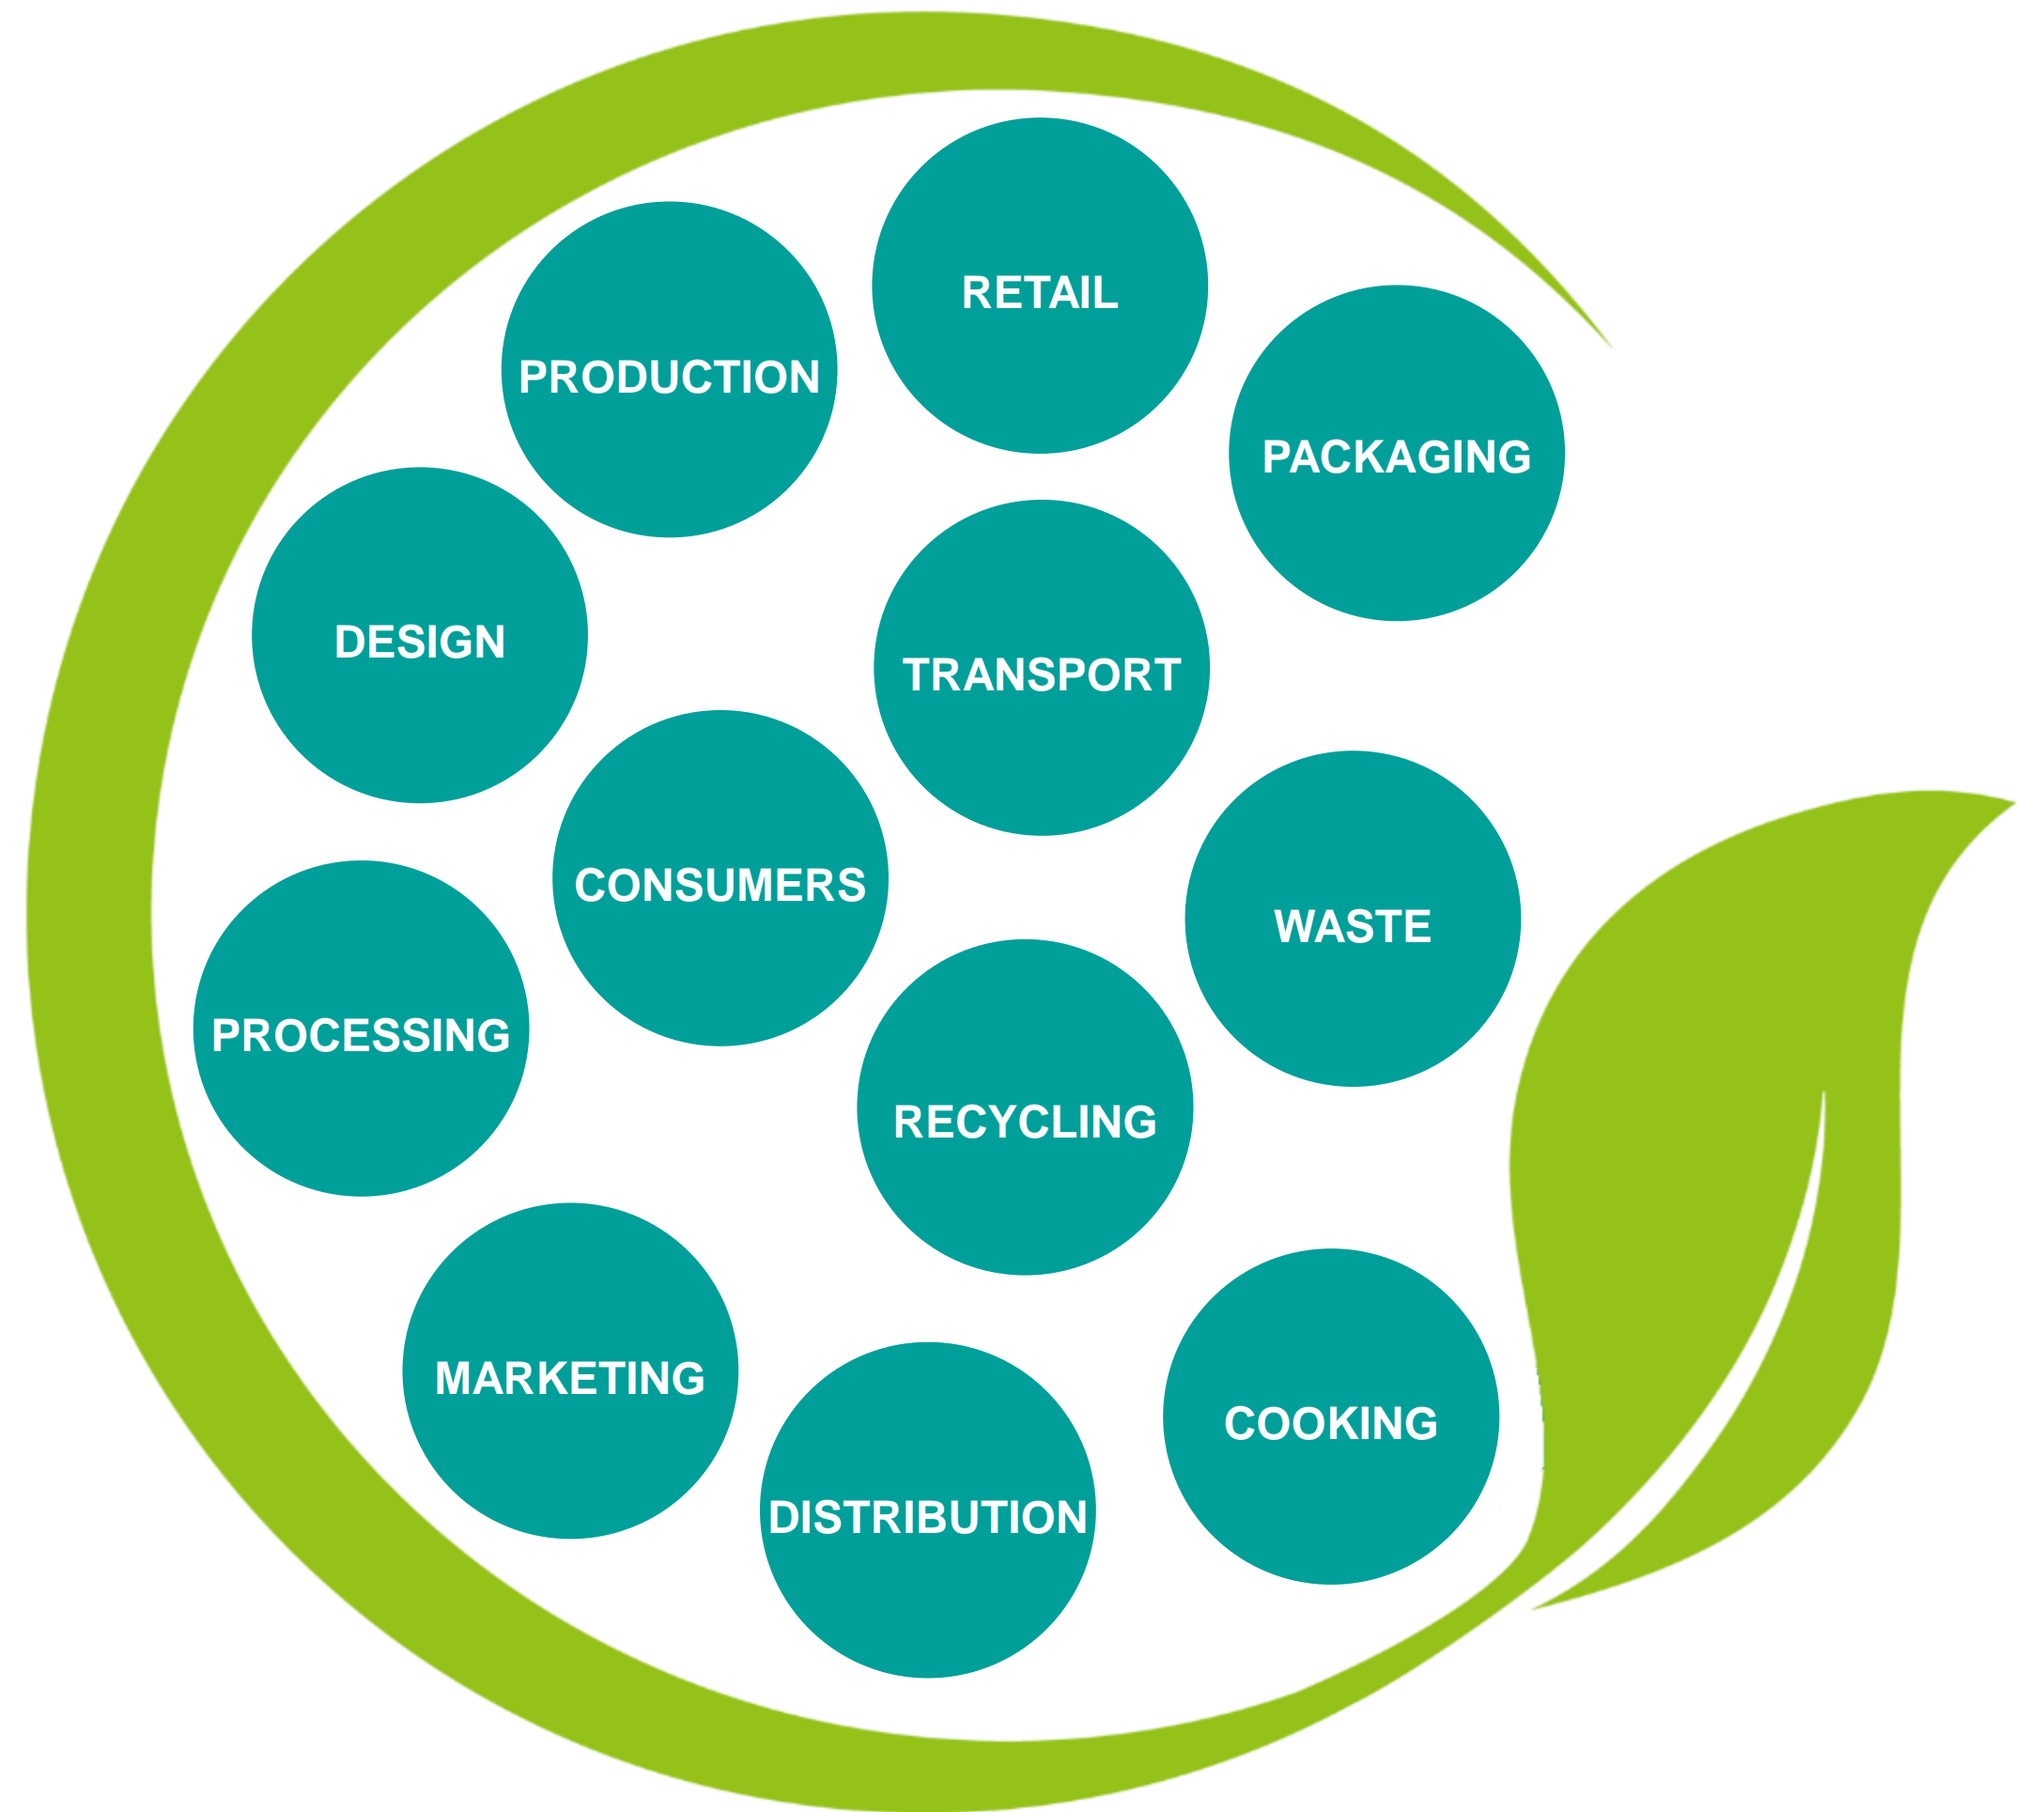 RETAIL
PRODUCTION
PACKAGING
DESIGN
TRANSPORT
CONSUMERS
WASTE
PROCESSING
RECYCLING
MARKETING
COOKING
DISTRIBUTION